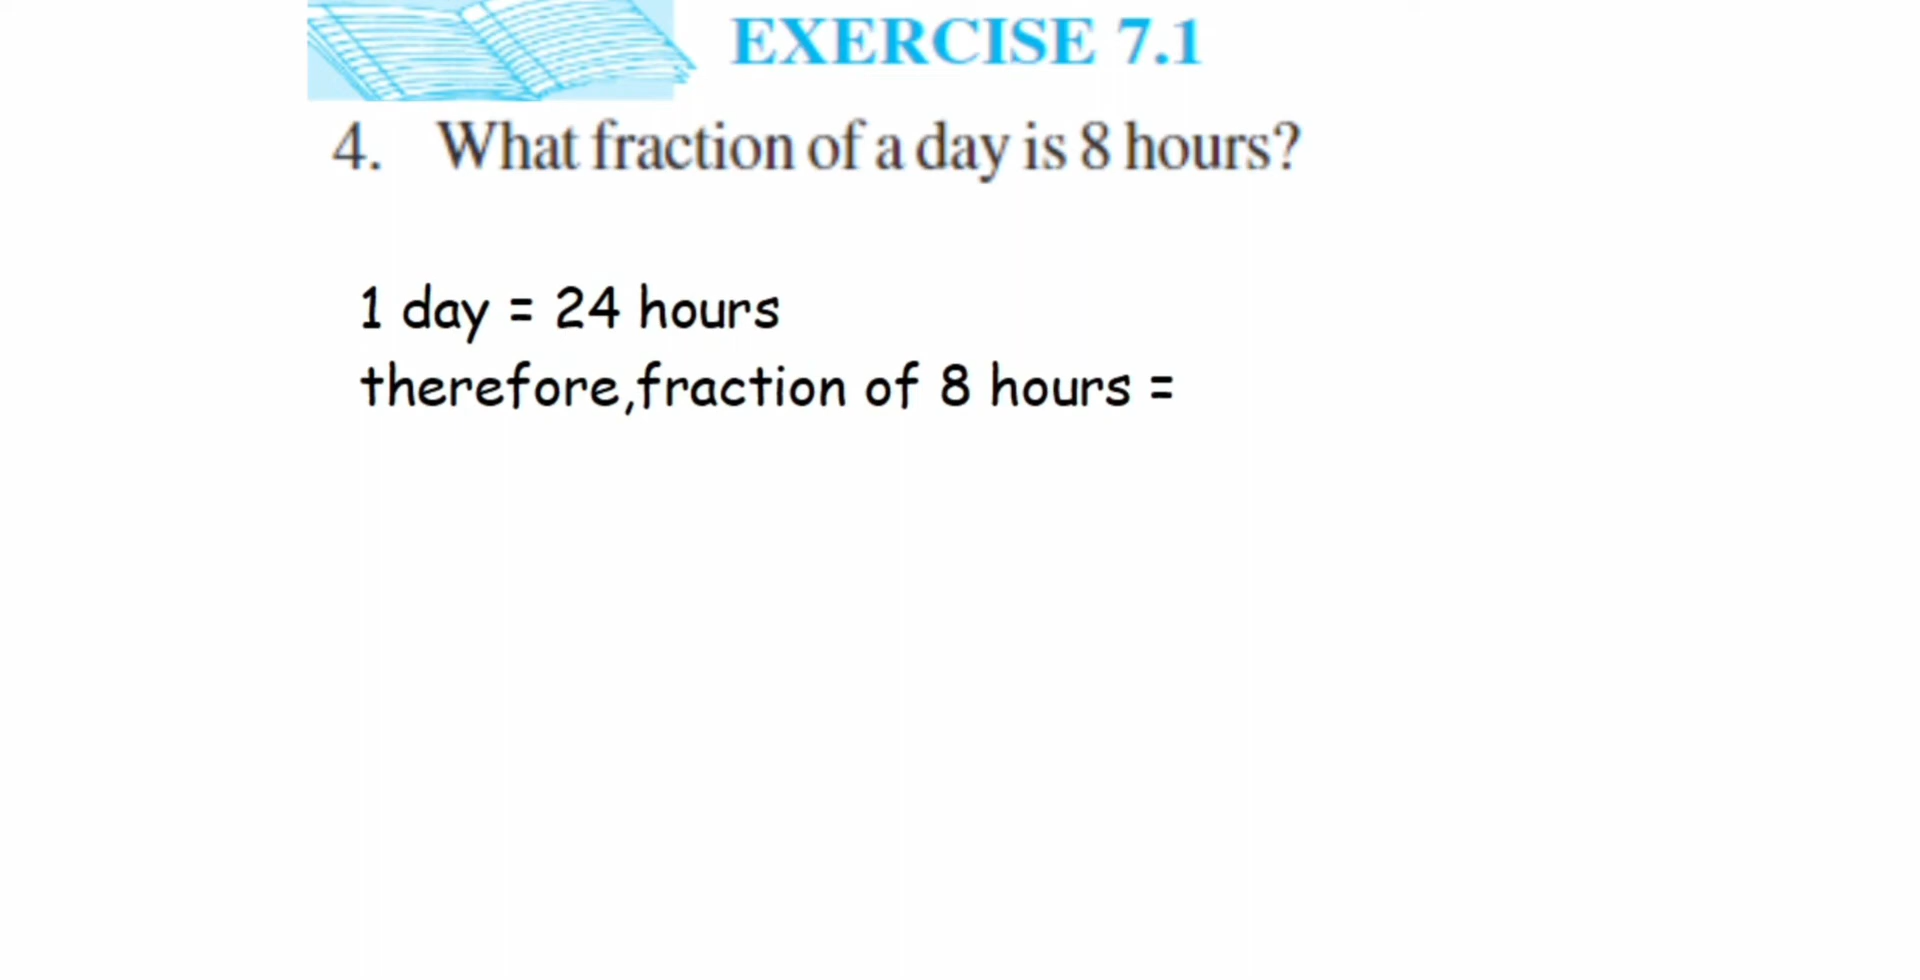 EXERCISE 7.1
4. What fraction of a day is 8 hours?
1 day = 24 hours
therefore,fraction of 8 hours =